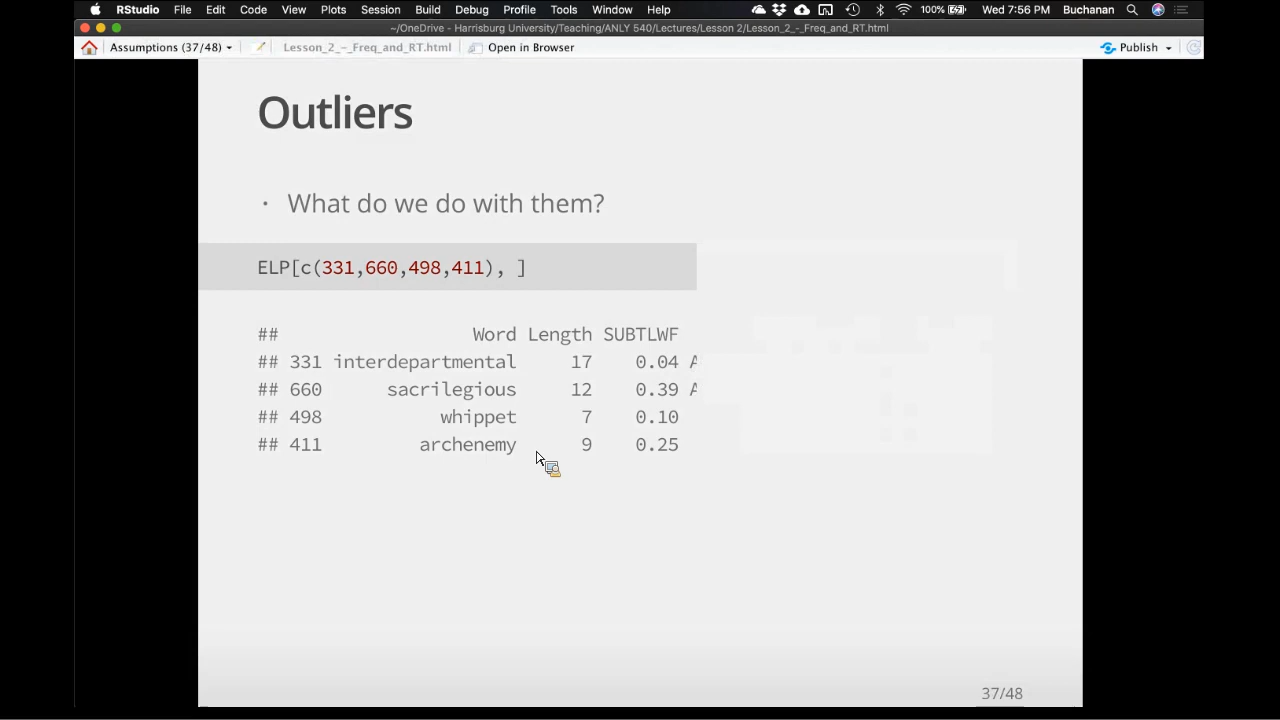 RStudio File Edit Code View Plots Session Build Debug Profile Tools Window Help 100% Wed 7:56 PM Buchanan
~/OneDrive - Harrisburg University/Teaching/ANLY 540/Lectures/Lesson 2/Lesson_2_-_Freq_and_RT.html
Assumptions (37/48) Lesson_2_-_Freq_and_RT.html Open in Browser Publish
Outliers
· What do we do with them?
ELP[c(331,660,498,411), ]
## Word Length SUBTLWF
## 331 interdepartmental 17 0.04
## 660 sacrilegious 12 0.39
## 498 whippet 7 0.10
## 411 archenemy 9 0.25
37/48